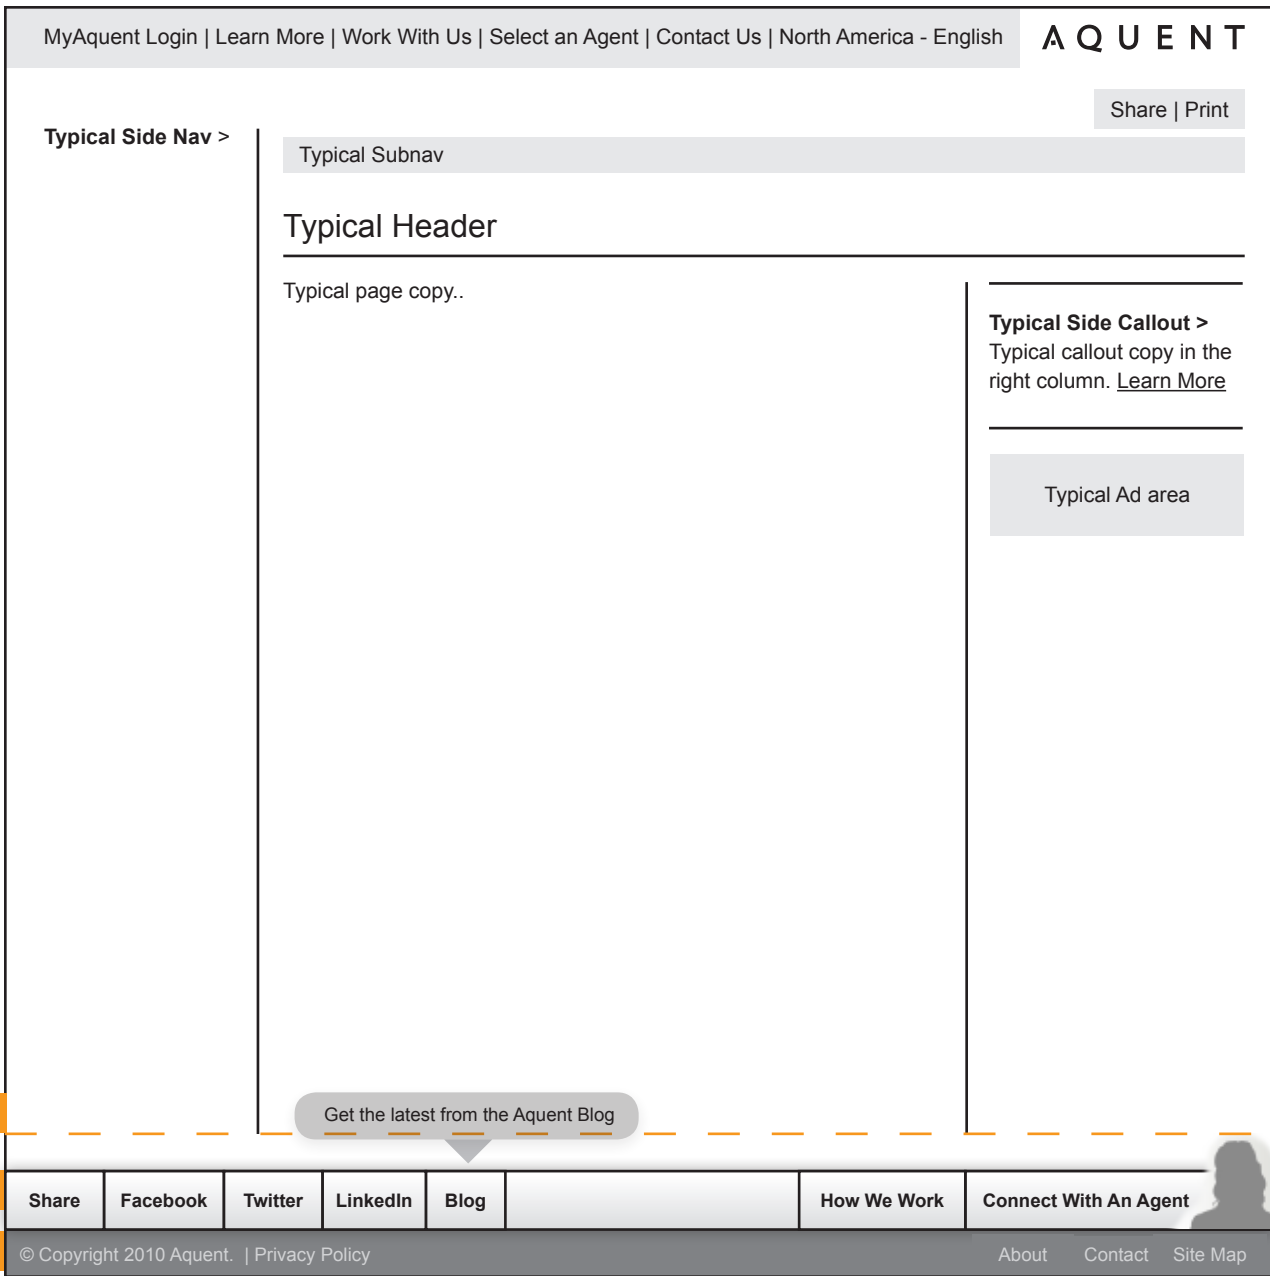 MyAquent Login | Learn More | Work With Us | Select an Agent | Contact Us | North America - English
AQUENT
Share | Print
Typical Side Nav >
Typical Subnav
Typical Header
Typical page copy..
Typical Side Callout >
Typical callout copy in the
right column. Learn More
Typical Ad area
Get the latest from the Aquent Blog
Share Facebook Twitter LinkedIn Blog How We Work Connect With An Agent
© Copyright 2010 Aquent. | Privacy Policy About Contact Site Map